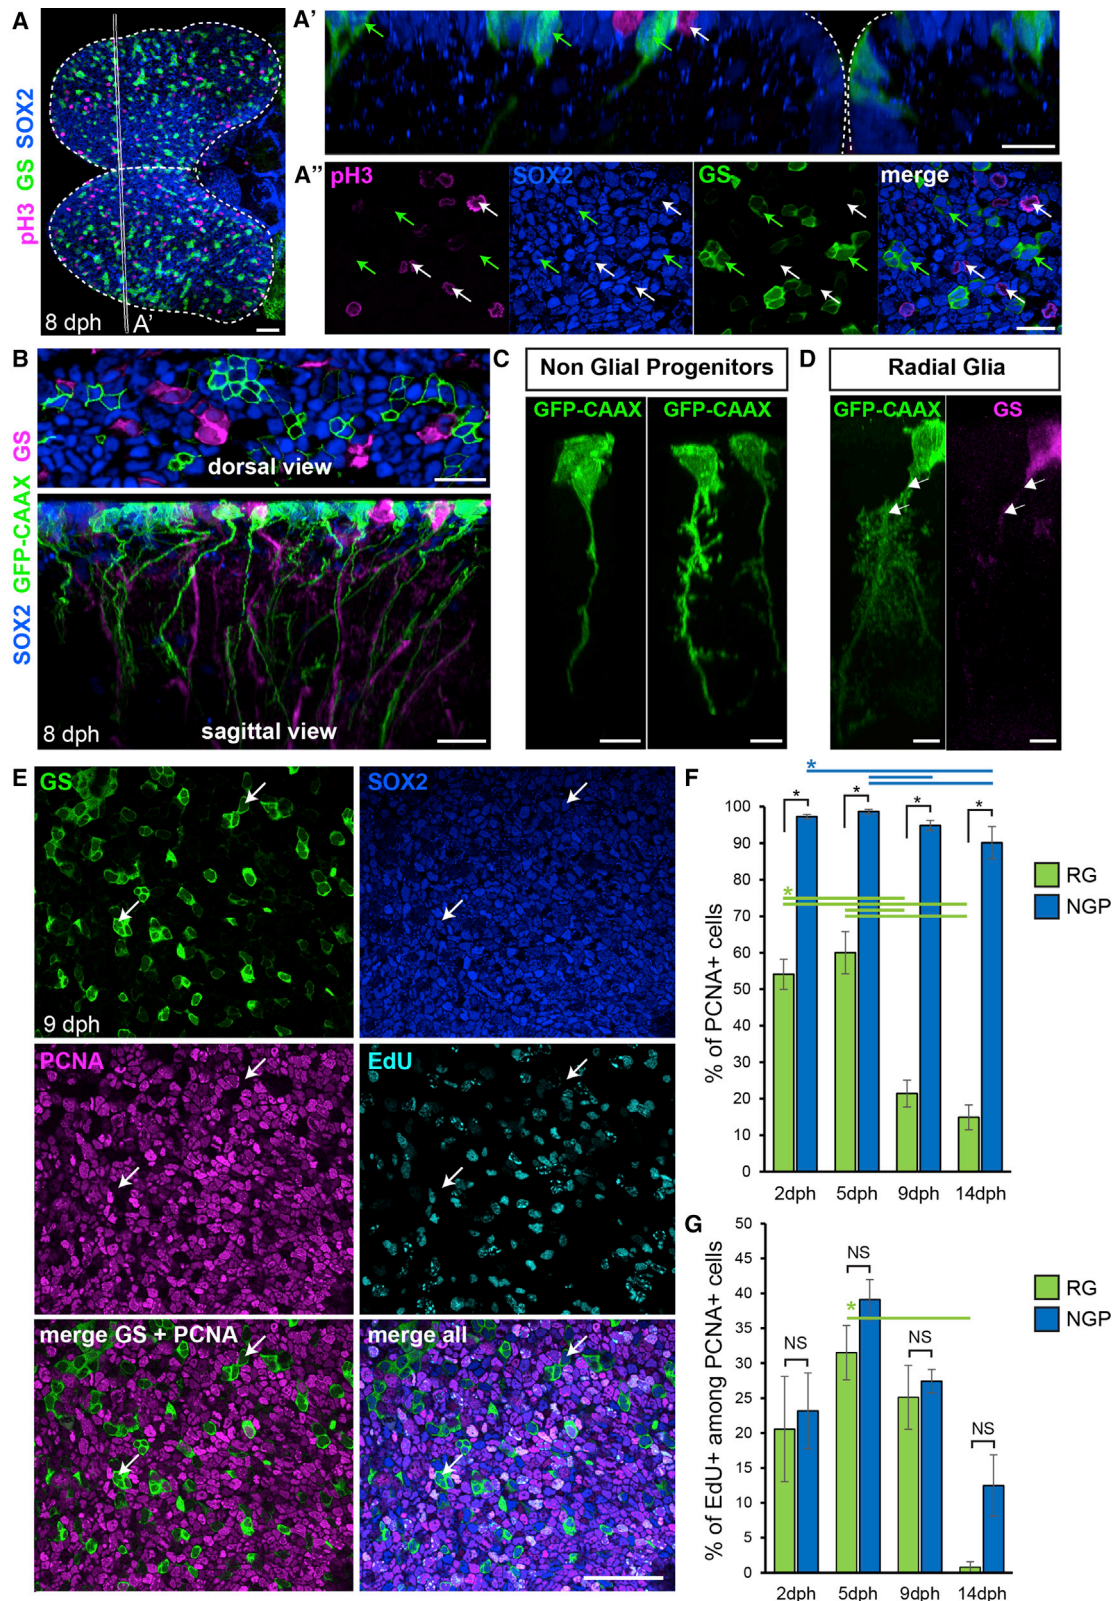 A
pH3 GS SOX2
8 dph
A'
A'
A"
pH3
SOX2
GS
merge
B
SOX2 GFP-CAAX GS
dorsal view
8 dph
sagittal view
C
Non Glial Progenitors
GFP-CAAX
GFP-CAAX
D
Radial Glia
GFP-CAAX
GS
E
GS
9 dph
SOX2
PCNA
EdU
merge GS + PCNA
merge all
F
% of PCNA+ cells
100
90
80
70
60
50
40
30
20
10
0
*
* * * *
*
2dph 5dph 9dph 14dph
RG
NGP
G
% of EdU+ among PCNA+ cells
50
45
40
35
30
25
20
15
10
5
0
NS
NS
NS
NS
*
2dph 5dph 9dph 14dph
RG
NGP